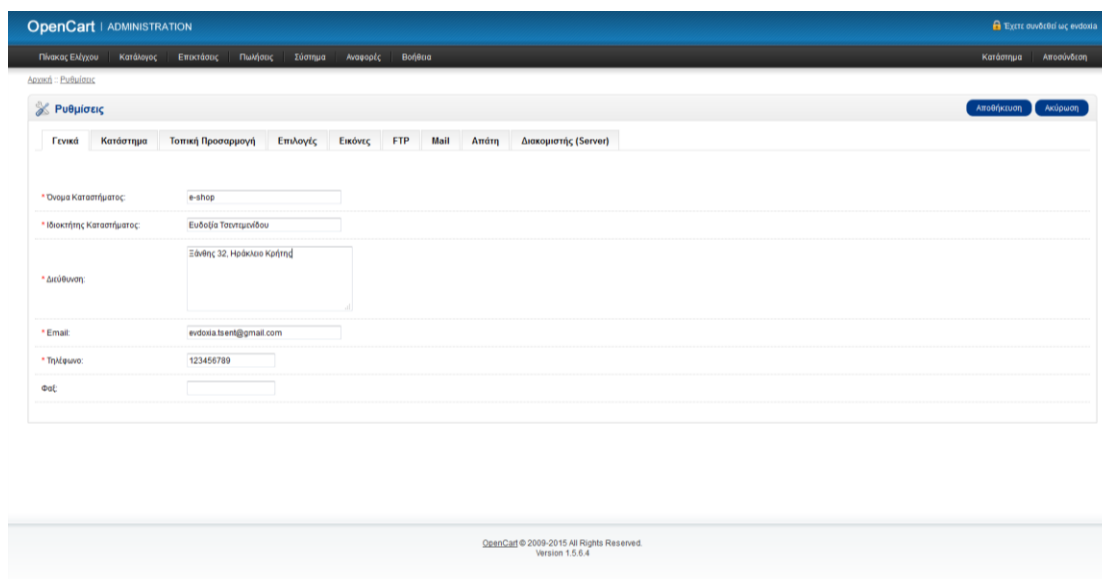 OpenCart | ADMINISTRATION
Έχετε συνδεθεί ως evdoxia
Πίνακας Ελέγχου Κατάλογος Επεκτάσεις Πωλήσεις Σύστημα Αναφορές Βοήθεια Κατάστημα Αποσύνδεση
Αρχική :: Ρυθμίσεις
Ρυθμίσεις Αποθήκευση Ακύρωση
Γενικά Κατάστημα Τοπική Προσαρμογή Επιλογές Εικόνες FTP Mail Απάτη Διακομιστής (Server)
* Όνομα Καταστήματος: e-shop
* Ιδιοκτήτης Καταστήματος: Ευδοξία Τσεντεμενίδου
Ξάνθης 32, Ηράκλειο Κρήτης
* Διεύθυνση:
* Email: evdoxia.tsent@gmail.com
* Τηλέφωνο: 123456789
Φαξ:
OpenCart © 2009-2015 All Rights Reserved.
Version 1.5.6.4